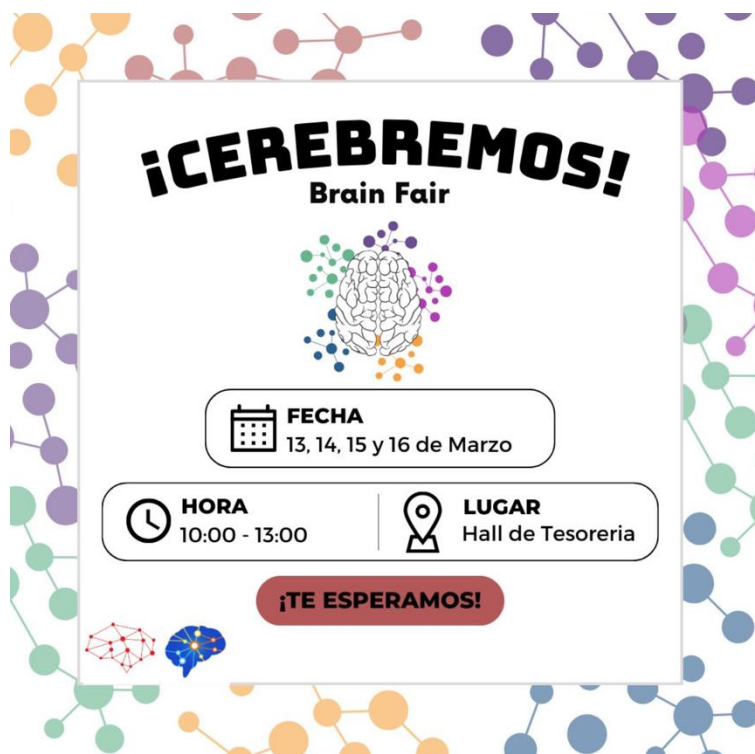 ¡CEREBREMOS!
Brain Fair
FECHA
13, 14, 15 y 16 de Marzo
HORA
10:00 - 13:00
LUGAR
Hall de Tesoreria
¡TE ESPERAMOS!